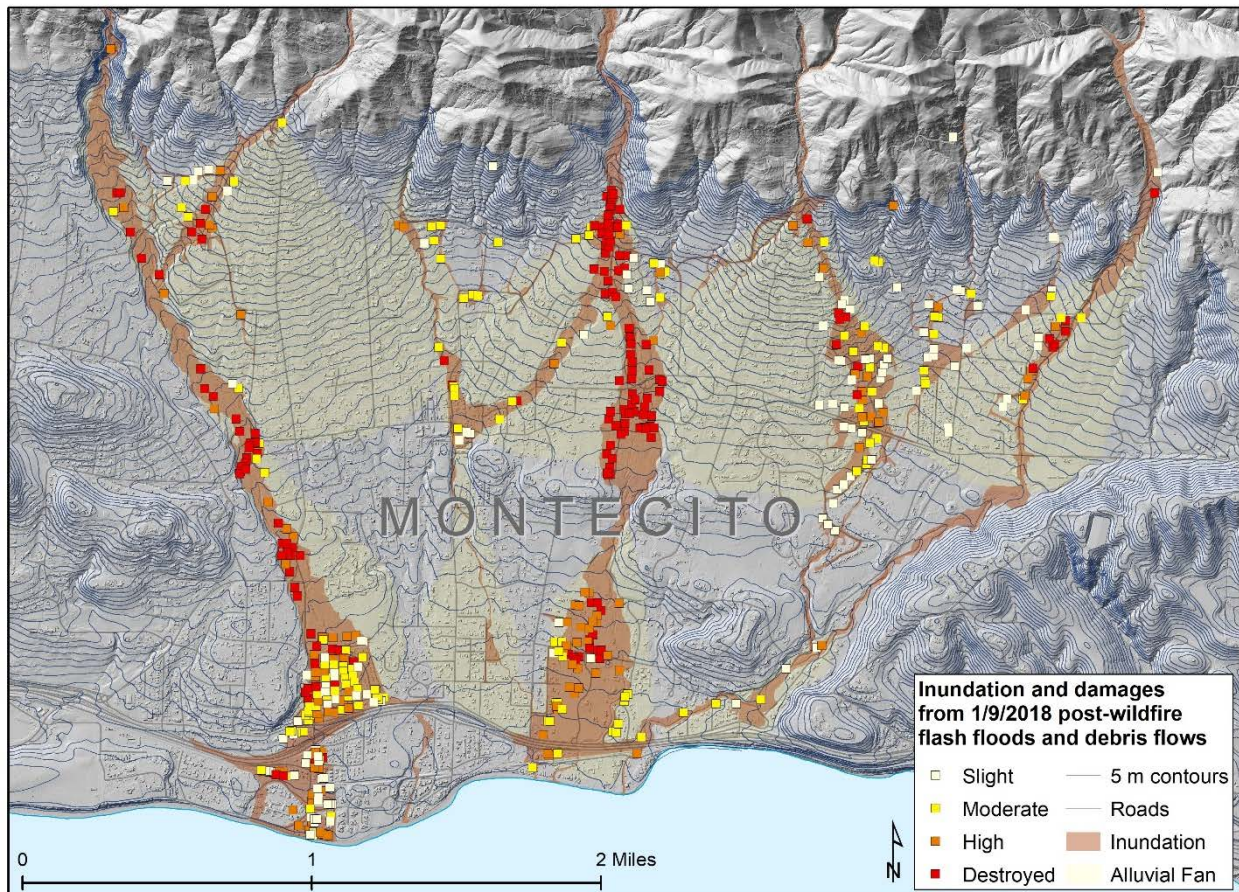 MONTECITO
Inundation and damages
from 1/9/2018 post-wildfire
flash floods and debris flows
Slight
5 m contours
Moderate
Roads
High
Inundation
Destroyed
Alluvial Fan
0
1
2 Miles
N